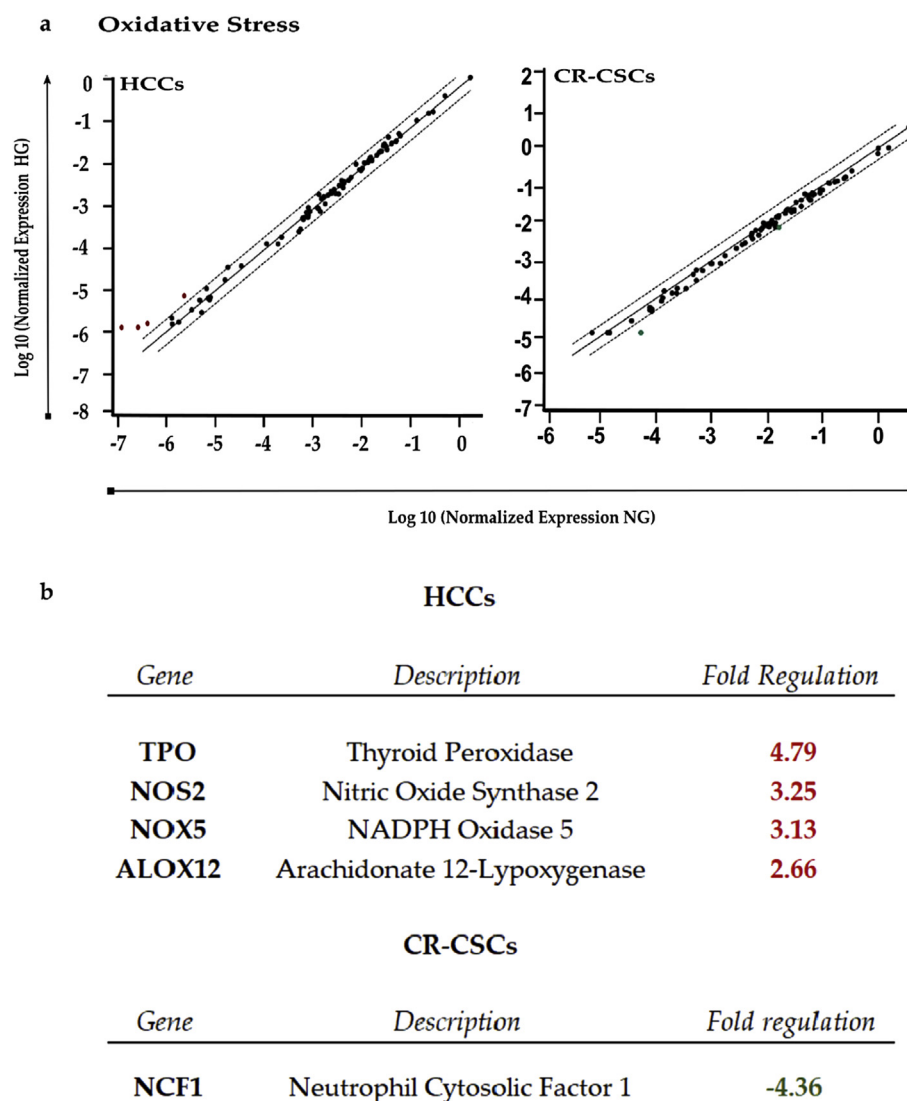 a Oxidative Stress
HCCs
CR-CSCs
Log 10 (Normalized Expression HG)
0
-1
-2
-3
-4
-5
-6
-7
-8
-7 -6 -5 -4 -3 -2 -1 0
2
1
0
-1
-2
-3
-4
-5
-6
-7
-6 -5 -4 -3 -2 -1 0
Log 10 (Normalized Expression NG)
b
HCCs
Gene Description Fold Regulation
TPO Thyroid Peroxidase 4.79
NOS2 Nitric Oxide Synthase 2 3.25
NOX5 NADPH Oxidase 5 3.13
ALOX12 Arachidonate 12-Lypoxygenase 2.66
CR-CSCs
Gene Description Fold regulation
NCF1 Neutrophil Cytosolic Factor 1 -4.36